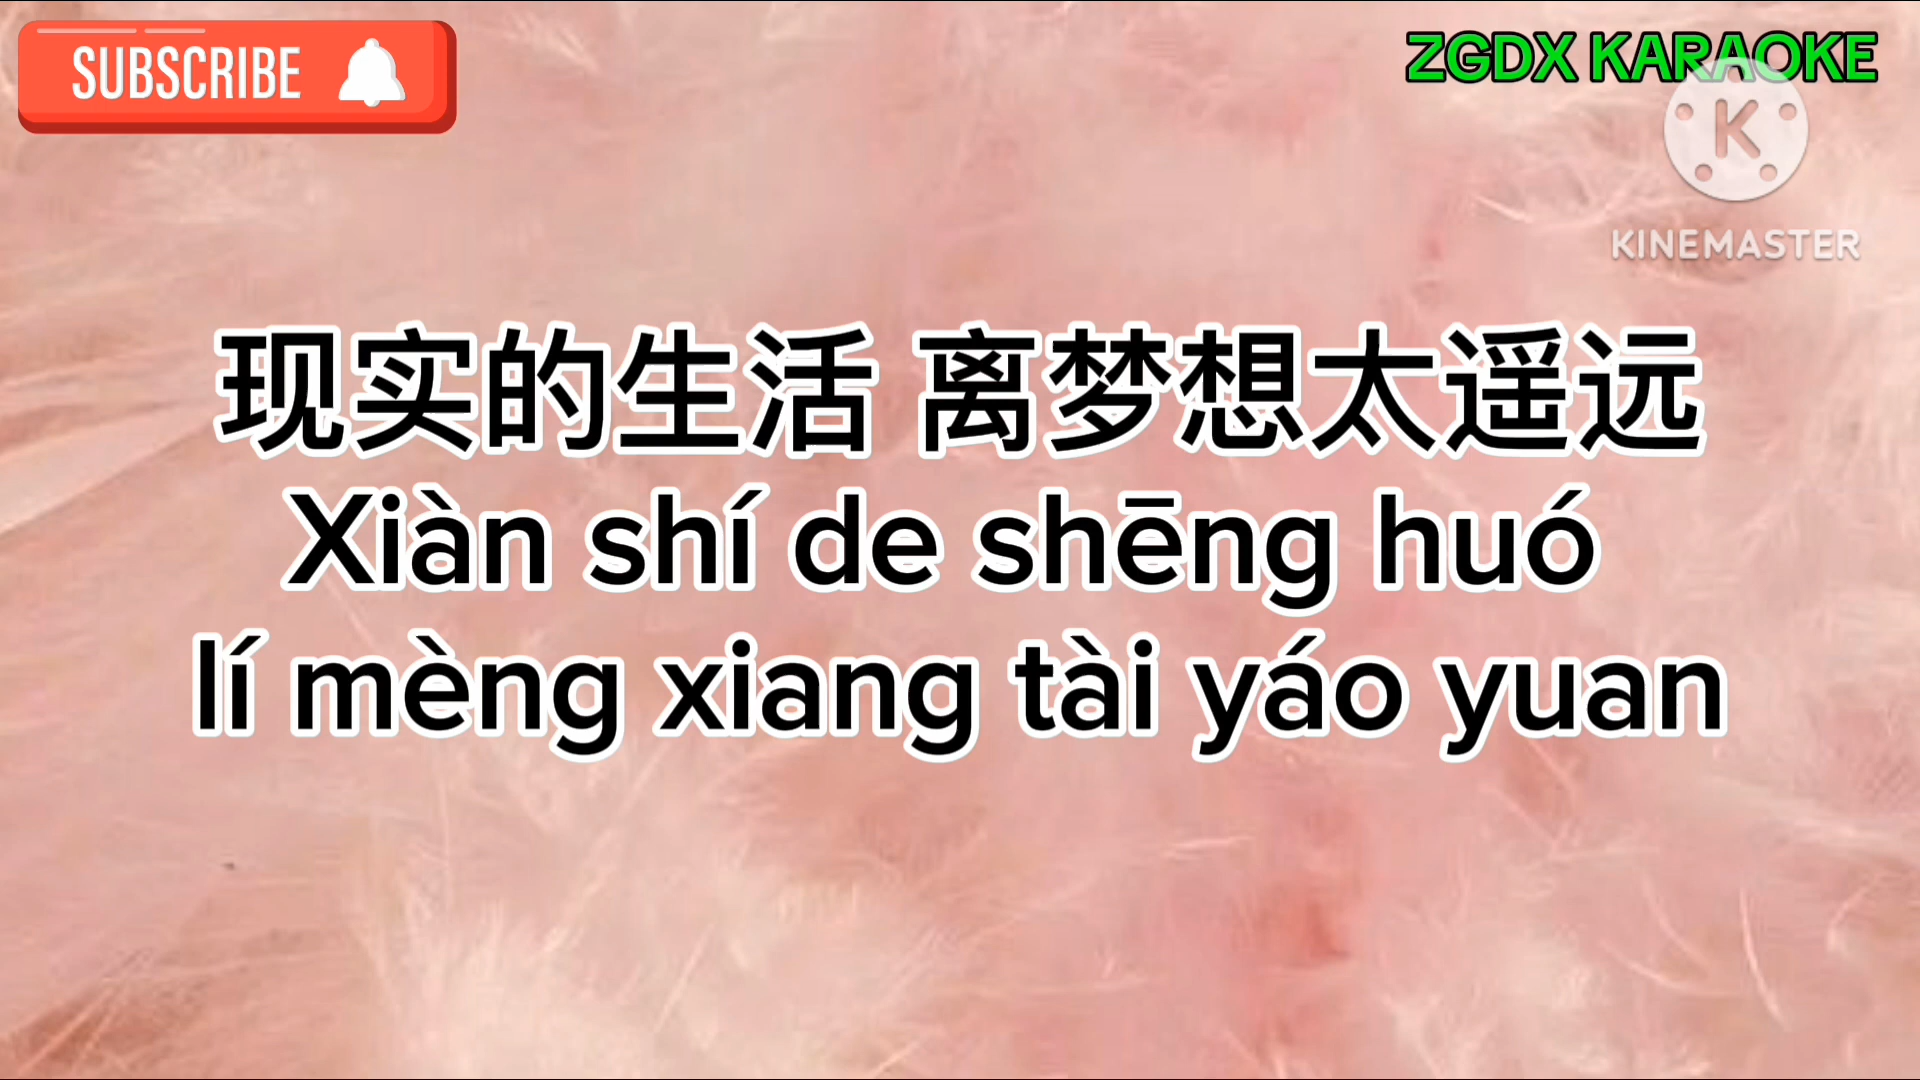 SUBSCRIBE
ZGDX KARAOKE
K
KINEMASTER
现实的生活 离梦想太遥远
Xiàn shí de shēng huó
lí mèng xiang tài yáo yuan